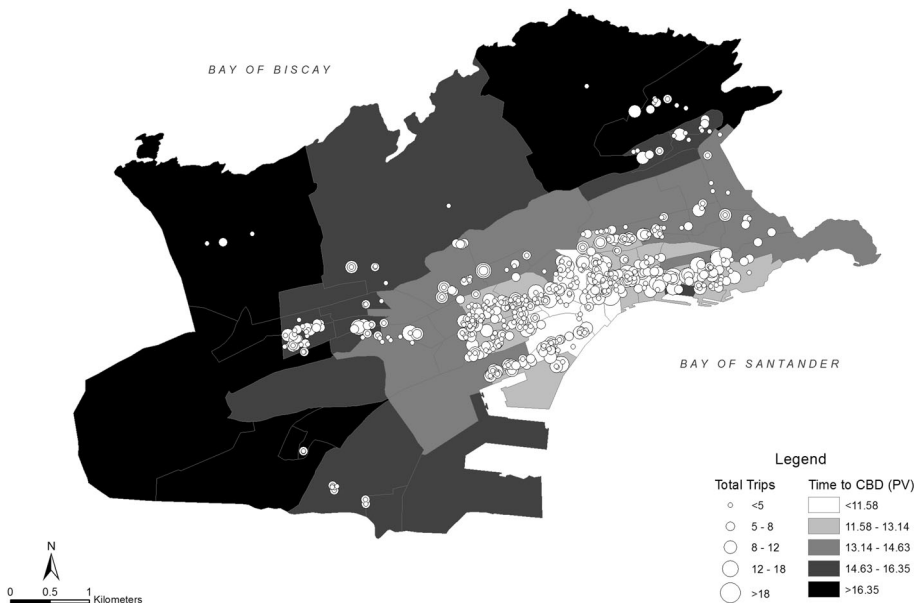 BAY OF BISCAY
BAY OF SANTANDER
Legend
Total Trips
<5
5 - 8
8 - 12
12 - 18
>18
Time to CBD (PV)
<11.58
11.58 - 13.14
13.14 - 14.63
14.63 - 16.35
>16.35
N
0 0.5 1
Kilometers